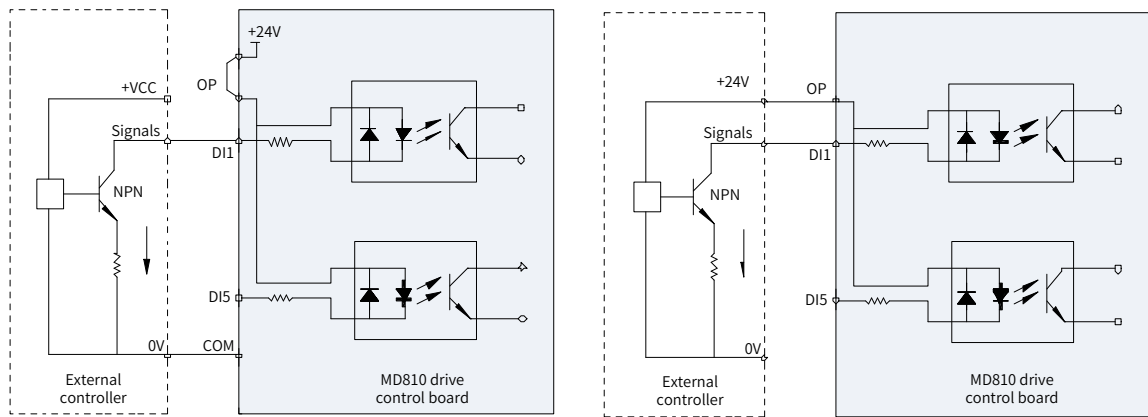 +24V
OP
+VCC
Signals
DI1
NPN
DI5
0V
COM
External
controller
MD810 drive
control board
+24V
OP
Signals
DI1
NPN
DI5
0V
External
controller
MD810 drive
control board